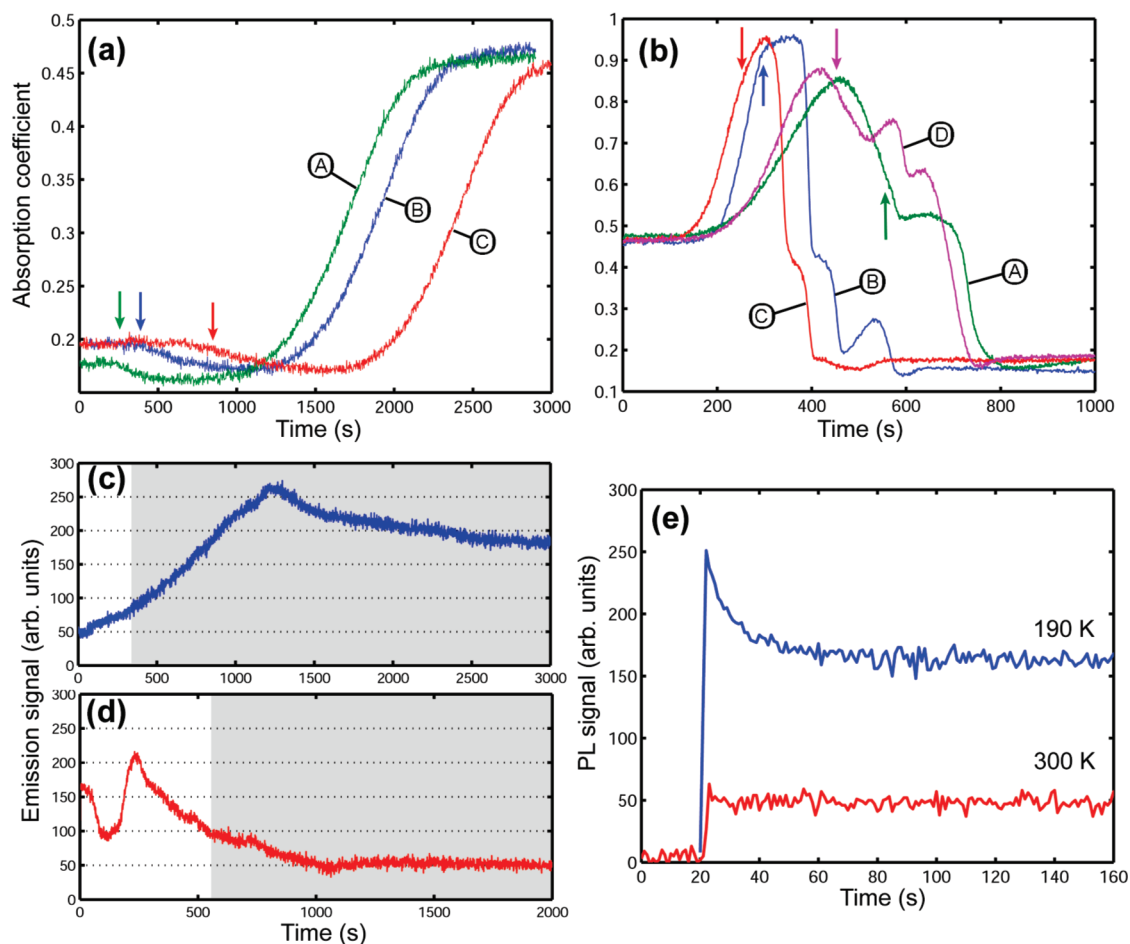 (a)
Absorption coefficient
0.5
0.45
0.4
0.35
0.3
0.25
0.2
A
B
C
0 500 1000 1500 2000 2500 3000
Time (s)
(b)
1
0.9
0.8
0.7
0.6
0.5
0.4
0.3
0.2
0.1
D
A
B
C
0 200 400 600 800 1000
Time (s)
Emission signal (arb. units)
(c)
300
250
200
150
100
50
0
0 500 1000 1500 2000 2500 3000
(d)
300
250
200
150
100
50
0
0 500 1000 1500 2000
Time (s)
(e)
PL signal (arb. units)
300
250
200
150
100
50
0
190 K
300 K
0 20 40 60 80 100 120 140 160
Time (s)